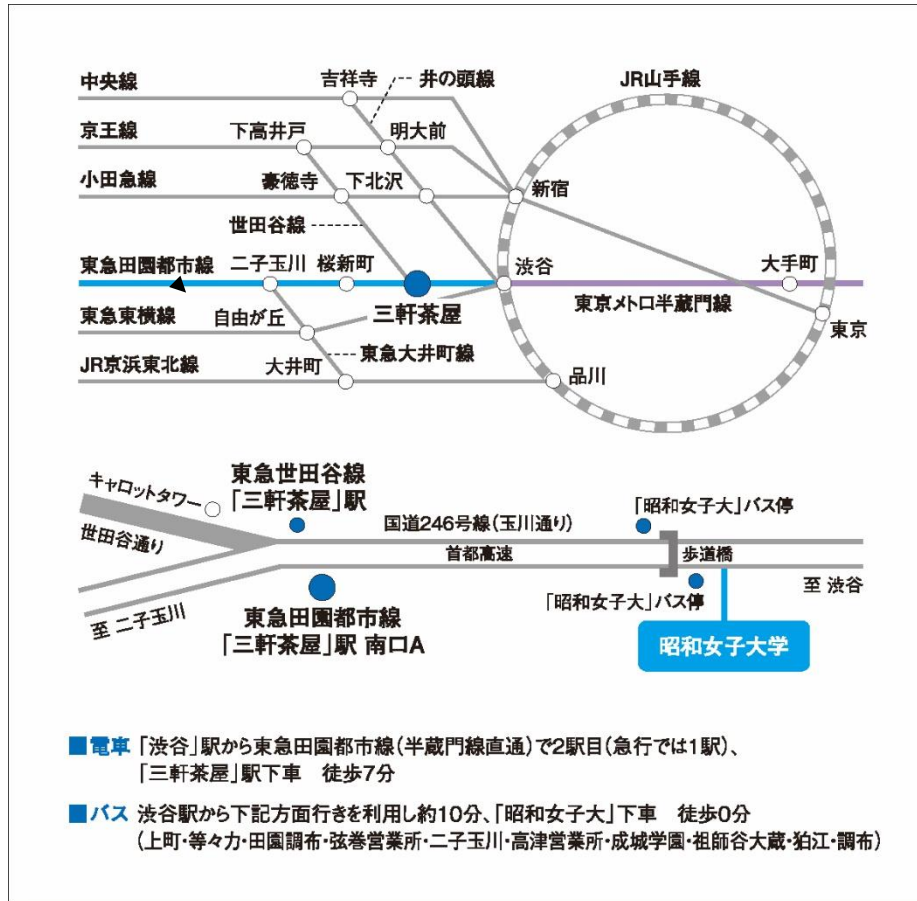 中央線
吉祥寺
井の頭線
JR山手線
京王線
下高井戸
明大前
小田急線
豪徳寺
下北沢
新宿
世田谷線
東急田園都市線
二子玉川
桜新町
渋谷
大手町
三軒茶屋
東京メトロ半蔵門線
東急東横線
自由が丘
東京
東急大井町線
JR京浜東北線
大井町
品川
キャロットタワー
東急世田谷線
「三軒茶屋」駅
「昭和女子大」バス停
世田谷通り
国道246号線(玉川通り)
首都高速
歩道橋
至 渋谷
至 二子玉川
「昭和女子大」バス停
東急田園都市線
「三軒茶屋」駅 南口A
昭和女子大学
■電車 「渋谷」駅から東急田園都市線(半蔵門線直通)で2駅目(急行では1駅)、
「三軒茶屋」駅下車 徒歩7分
■バス 渋谷駅から下記方面行きを利用し約10分、「昭和女子大」下車 徒歩0分
(上町・等々力・田園調布・弦巻営業所・二子玉川・高津営業所・成城学園・祖師谷大蔵・狛江・調布)